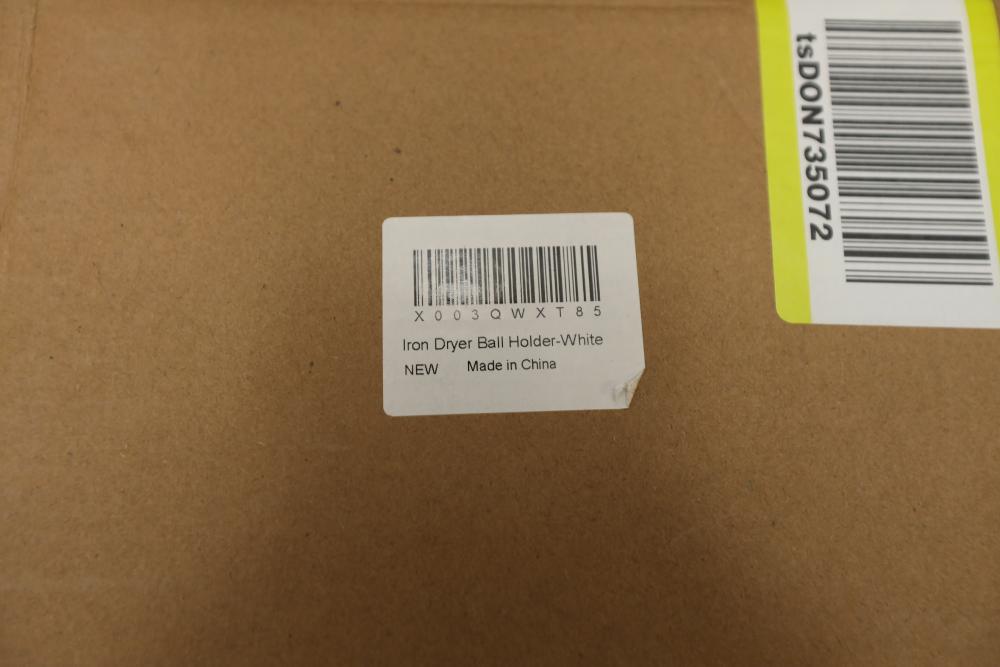 X003QWXT85
Iron Dryer Ball Holder-White
NEW Made in China
tsDON735072